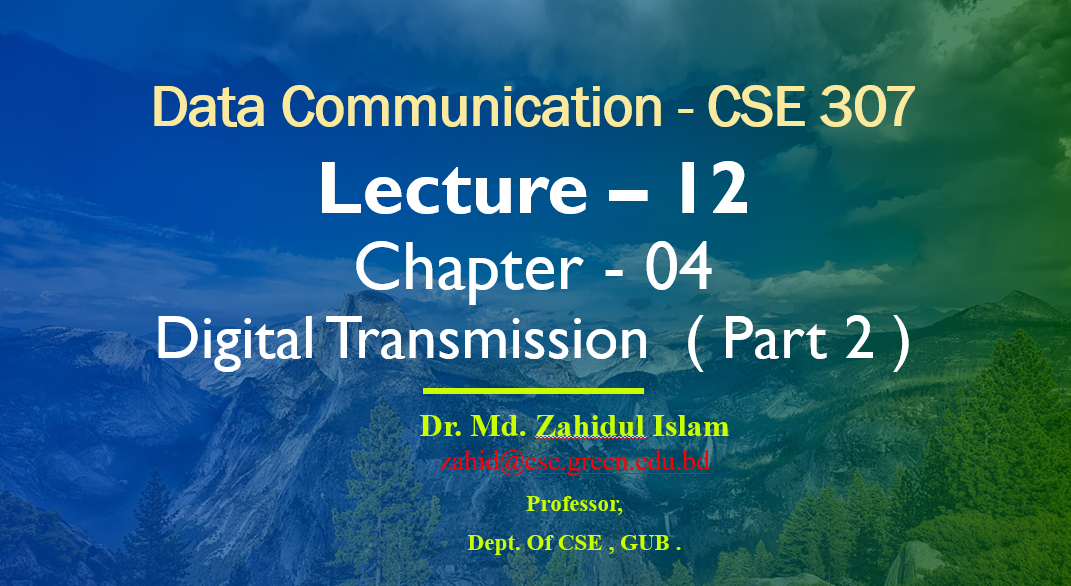 Data Communication - CSE 307
Lecture – 12
Chapter - 04
Digital Transmission ( Part 2 )
Dr. Md. Zahidul Islam
zahid@cse.green.edu.bd
Professor,
Dept. Of CSE , GUB .